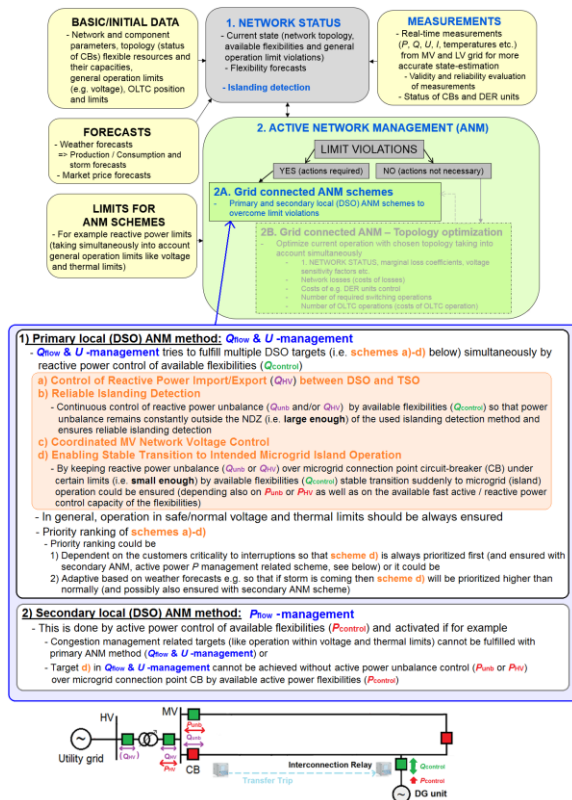 BASIC/INITIAL DATA
- Network and component
parameters, topology (status
of CBs) flexible resources and
their capacities,
general operation limits
(e.g. voltage), OLTC position
and limits
1. NETWORK STATUS
- Current state (network topology,
available flexibilities and general
operation limit violations)
- Flexibility forecasts
- Islanding detection
MEASUREMENTS
- Real-time measurements
(P, Q, U, I, temperatures etc.)
from MV and LV grid for more
accurate state-estimation
- Validity and reliability evaluation
of measurements
- Status of CBs and DER units
FORECASTS
- Weather forecasts
=> Production / Consumption and
storm forecasts
- Market price forecasts
LIMITS FOR
ANM SCHEMES
- For example reactive power limits
(taking simultaneously into account
general operation limits like voltage
and thermal limits)
2. ACTIVE NETWORK MANAGEMENT (ANM)
LIMIT VIOLATIONS
YES (actions required)
NO (actions not necessary)
2A. Grid connected ANM schemes
- Primary and secondary local (DSO) ANM schemes to
overcome limit violations
2B. Grid connected ANM – Topology optimization
- Optimize current operation with chosen topology taking into
account simultaneously
- 1. NETWORK STATUS, marginal loss coefficients, voltage
sensitivity factors etc.
- Network losses (costs of losses)
- Costs of e.g. DER units control
- Number of required switching operations
- Number of OLTC operations (costs of OLTC operation)
1) Primary local (DSO) ANM method: Qflow & U -management
- Qflow & U -management tries to fulfill multiple DSO targets (i.e. schemes a)-d) below) simultaneously by
reactive power control of available flexibilities (Qcontrol)
a) Control of Reactive Power Import/Export (QHV) between DSO and TSO
b) Reliable Islanding Detection
- Continuous control of reactive power unbalance (Qunb and/or QHV) by available flexibilities (Qcontrol) so that power
unbalance remains constantly outside the NDZ (i.e. large enough) of the used islanding detection method and
ensures reliable islanding detection
c) Coordinated MV Network Voltage Control
d) Enabling Stable Transition to Intended Microgrid Island Operation
- By keeping reactive power unbalance (Qunb or QHV) over microgrid connection point circuit-breaker (CB) under
certain limits (i.e. small enough) by available flexibilities (Qcontrol) stable transition suddenly to microgrid (island)
operation could be ensured (depending also on Punb or PHV as well as on the available fast active / reactive power
control capacity of the flexibilities)
- In general, operation in safe/normal voltage and thermal limits should be always ensured
- Priority ranking of schemes a)-d)
- Priority ranking could be
1) Dependent on the customers criticality to interruptions so that scheme d) is always prioritized first (and ensured with
secondary ANM, active power P management related scheme, see below) or it could be
2) Adaptive based on weather forecasts e.g. so that if storm is coming then scheme d) will be prioritized higher than
normally (and possibly also ensured with secondary ANM scheme)
2) Secondary local (DSO) ANM method: Pflow -management
- This is done by active power control of available flexibilities (Pcontrol) and activated if for example
- Congestion management related targets (like operation within voltage and thermal limits) cannot be fulfilled with
primary ANM method (Qflow & U -management) or
- Target d) in Qflow & U -management cannot be achieved without active power unbalance control (Punb or PHV)
over microgrid connection point CB by available active power flexibilities (Pcontrol)
HV
MV
Punb
Qunb
Utility grid
(QHV)
QHV
PHV
CB
Interconnection Relay
Transfer Trip
Qcontrol
Pcontrol
DG unit